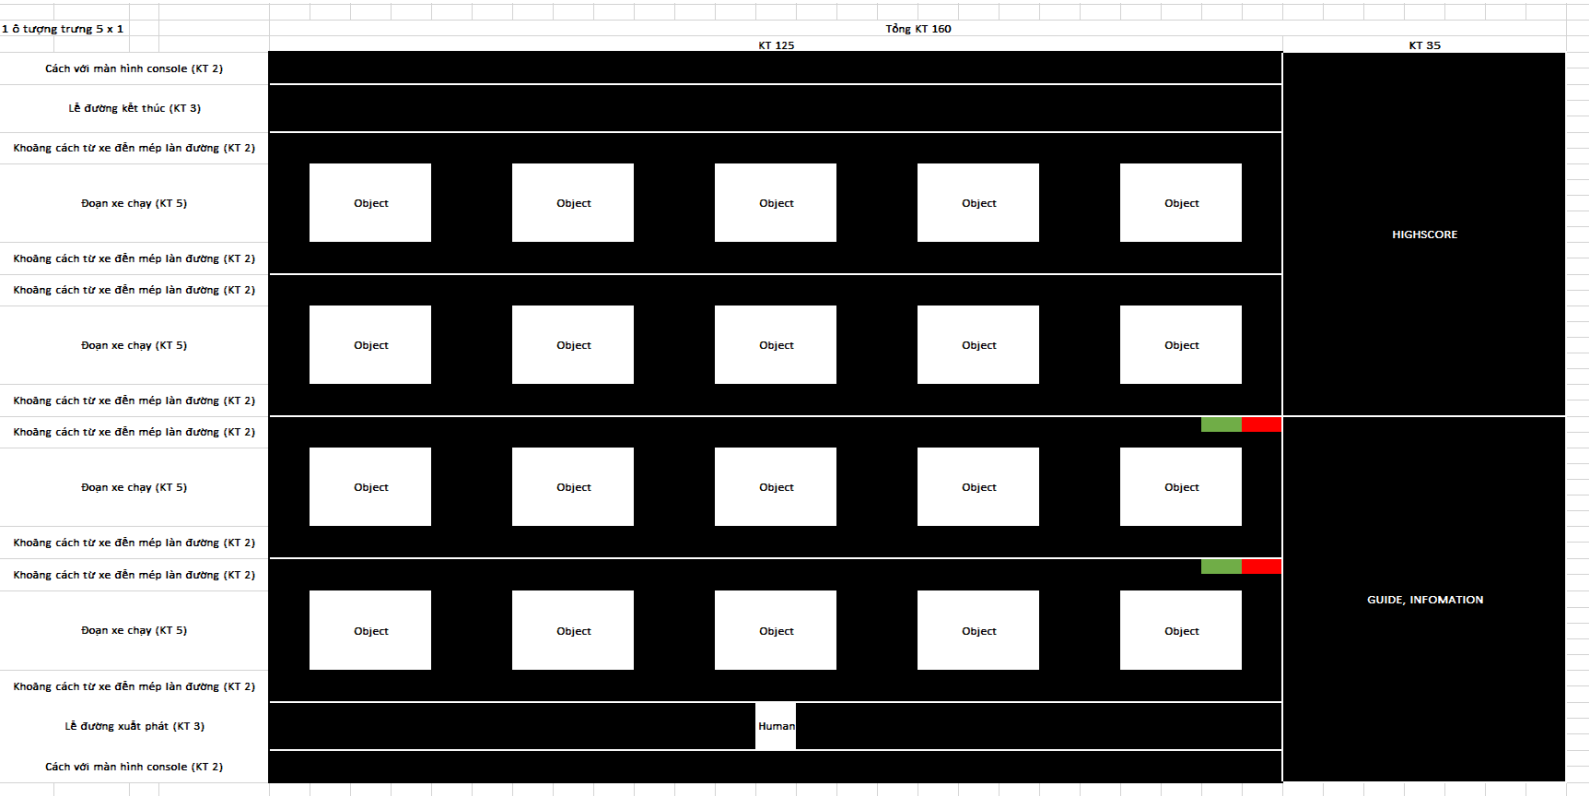 1 ô tượng trưng 5 x 1
Tổng KT 160
KT 125
KT 35
Cách với màn hình console (KT 2)
Lề đường kết thúc (KT 3)
Khoảng cách từ xe đến mép làn đường (KT 2)
Đoạn xe chạy (KT 5)
Object Object Object Object Object
HIGHSCORE
Khoảng cách từ xe đến mép làn đường (KT 2)
Khoảng cách từ xe đến mép làn đường (KT 2)
Đoạn xe chạy (KT 5)
Object Object Object Object Object
Khoảng cách từ xe đến mép làn đường (KT 2)
Khoảng cách từ xe đến mép làn đường (KT 2)
Đoạn xe chạy (KT 5)
Object Object Object Object Object
Khoảng cách từ xe đến mép làn đường (KT 2)
Khoảng cách từ xe đến mép làn đường (KT 2)
GUIDE, INFOMATION
Đoạn xe chạy (KT 5)
Object Object Object Object Object
Khoảng cách từ xe đến mép làn đường (KT 2)
Lề đường xuất phát (KT 3)
Human
Cách với màn hình console (KT 2)